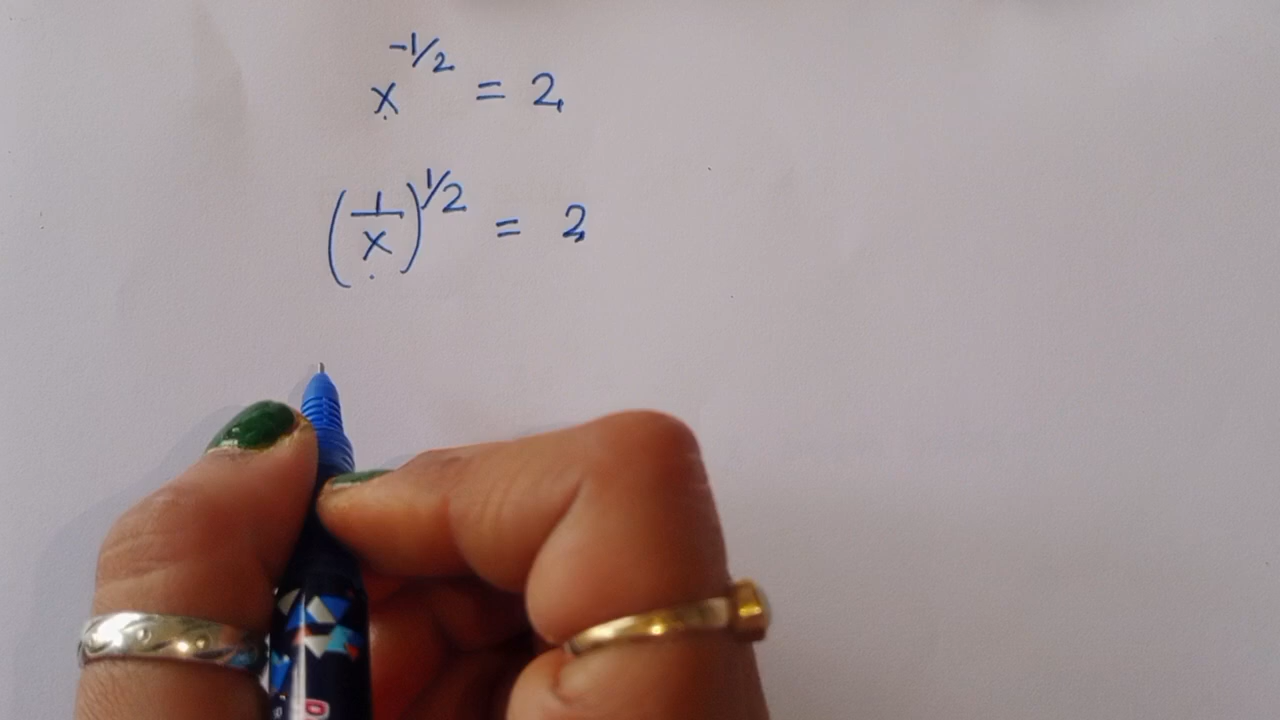 x^{-1/2} = 2
(1/x)^{1/2} = 2